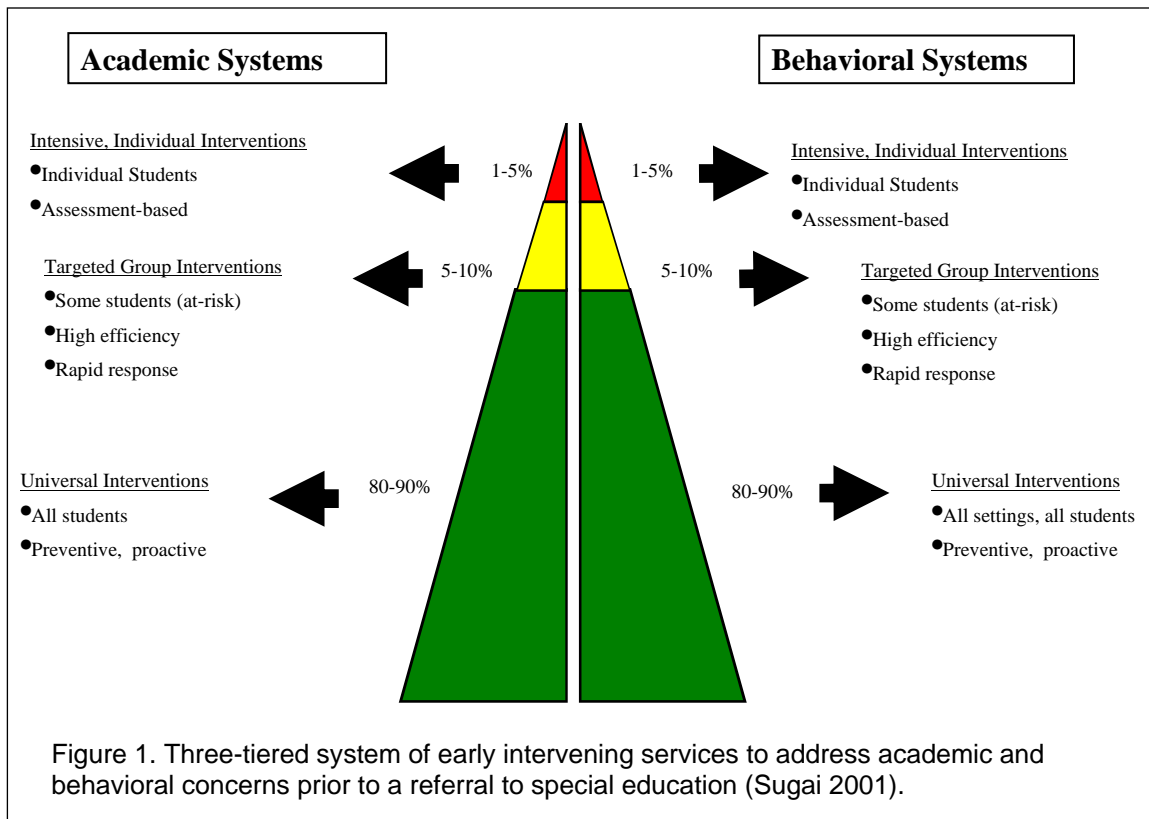 Academic Systems
Behavioral Systems
Intensive, Individual Interventions
●Individual Students
●Assessment-based
1-5%
1-5%
Intensive, Individual Interventions
●Individual Students
●Assessment-based
Targeted Group Interventions
●Some students (at-risk)
●High efficiency
●Rapid response
5-10%
5-10%
Targeted Group Interventions
●Some students (at-risk)
●High efficiency
●Rapid response
Universal Interventions
●All students
●Preventive, proactive
80-90%
80-90%
Universal Interventions
●All settings, all students
●Preventive, proactive
Figure 1. Three-tiered system of early intervening services to address academic and
behavioral concerns prior to a referral to special education (Sugai 2001).